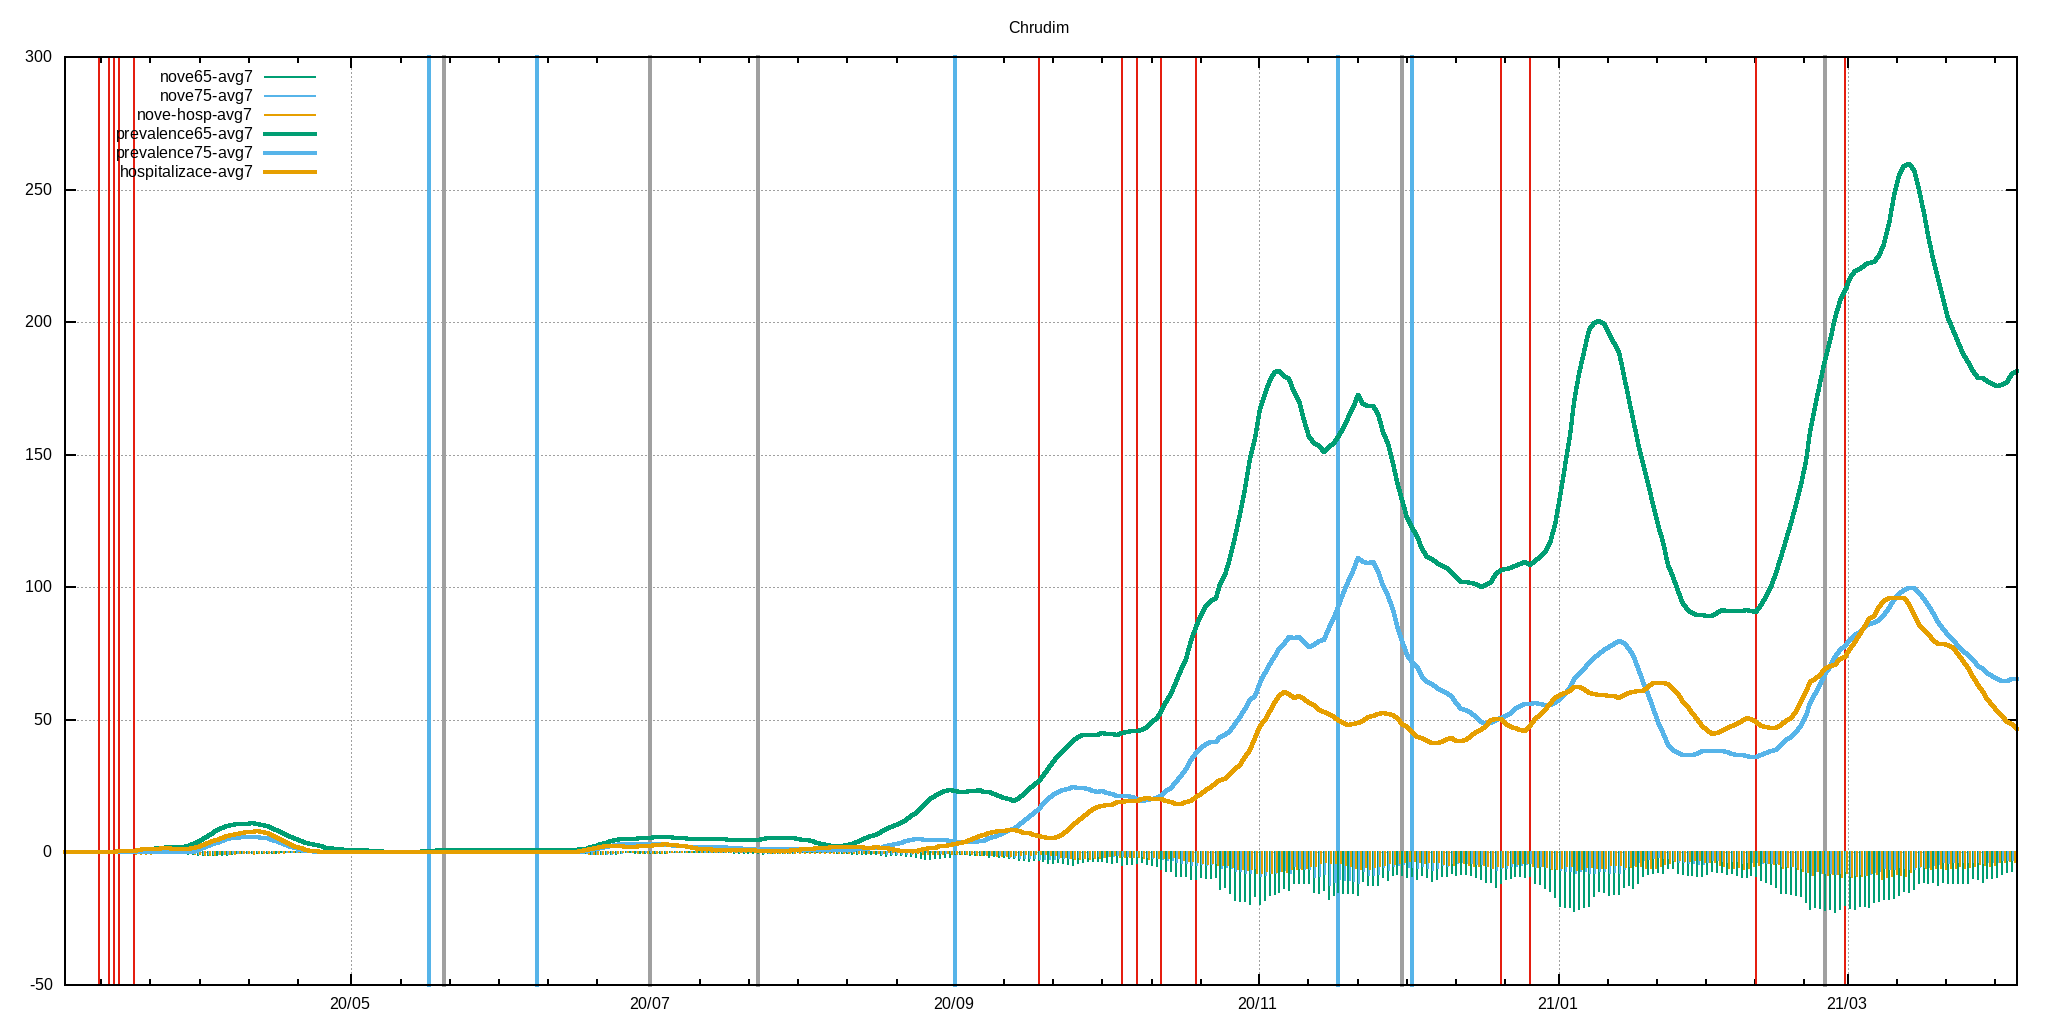 Chrudim
300
nove65-avg7
nove75-avg7
nove-hosp-avg7
prevalence65-avg7
prevalence75-avg7
hospitalizace-avg7
250
200
150
100
50
0
-50
20/05 20/07 20/09 20/11 21/01 21/03